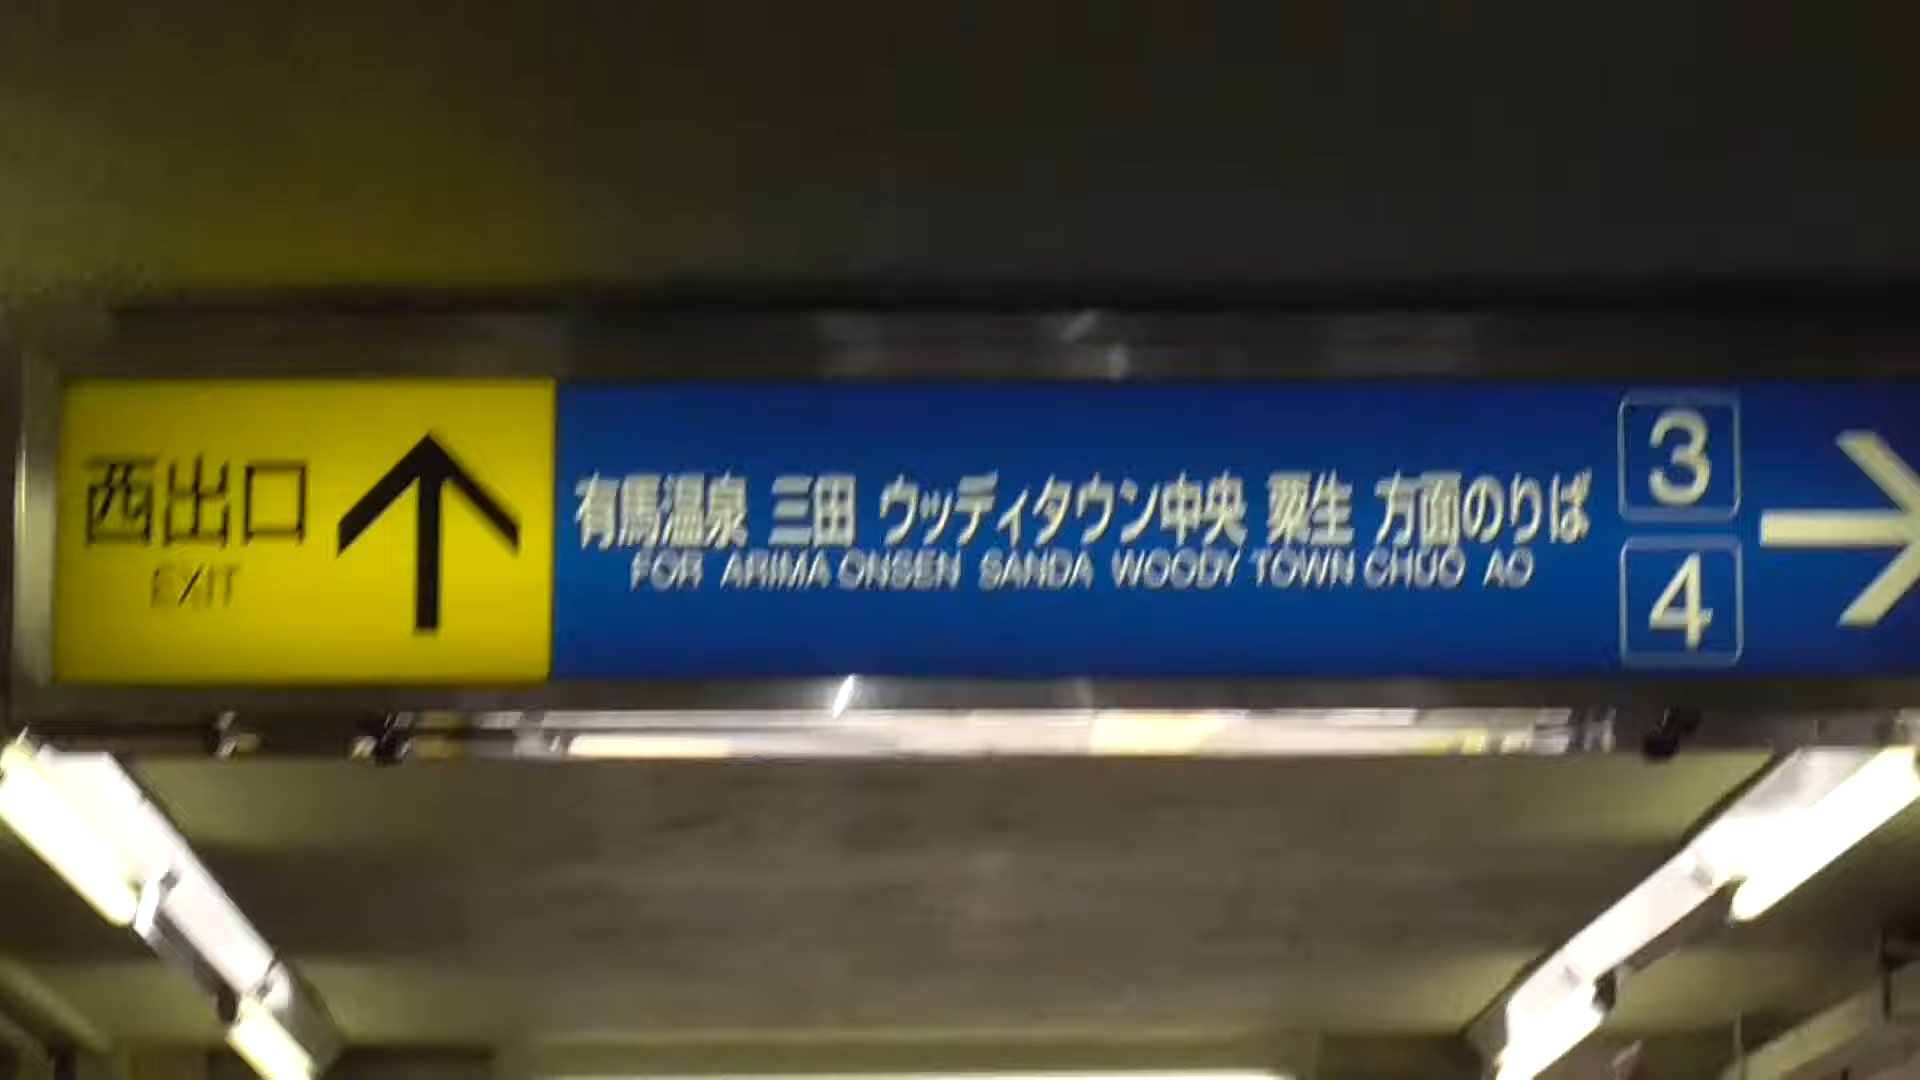 西出口
EXIT
有馬温泉 三田 ウッディタウン中央 粟生 方面のりば
FOR ARIMA ONSEN SANDA WOODY TOWN CHUO AO
3
4